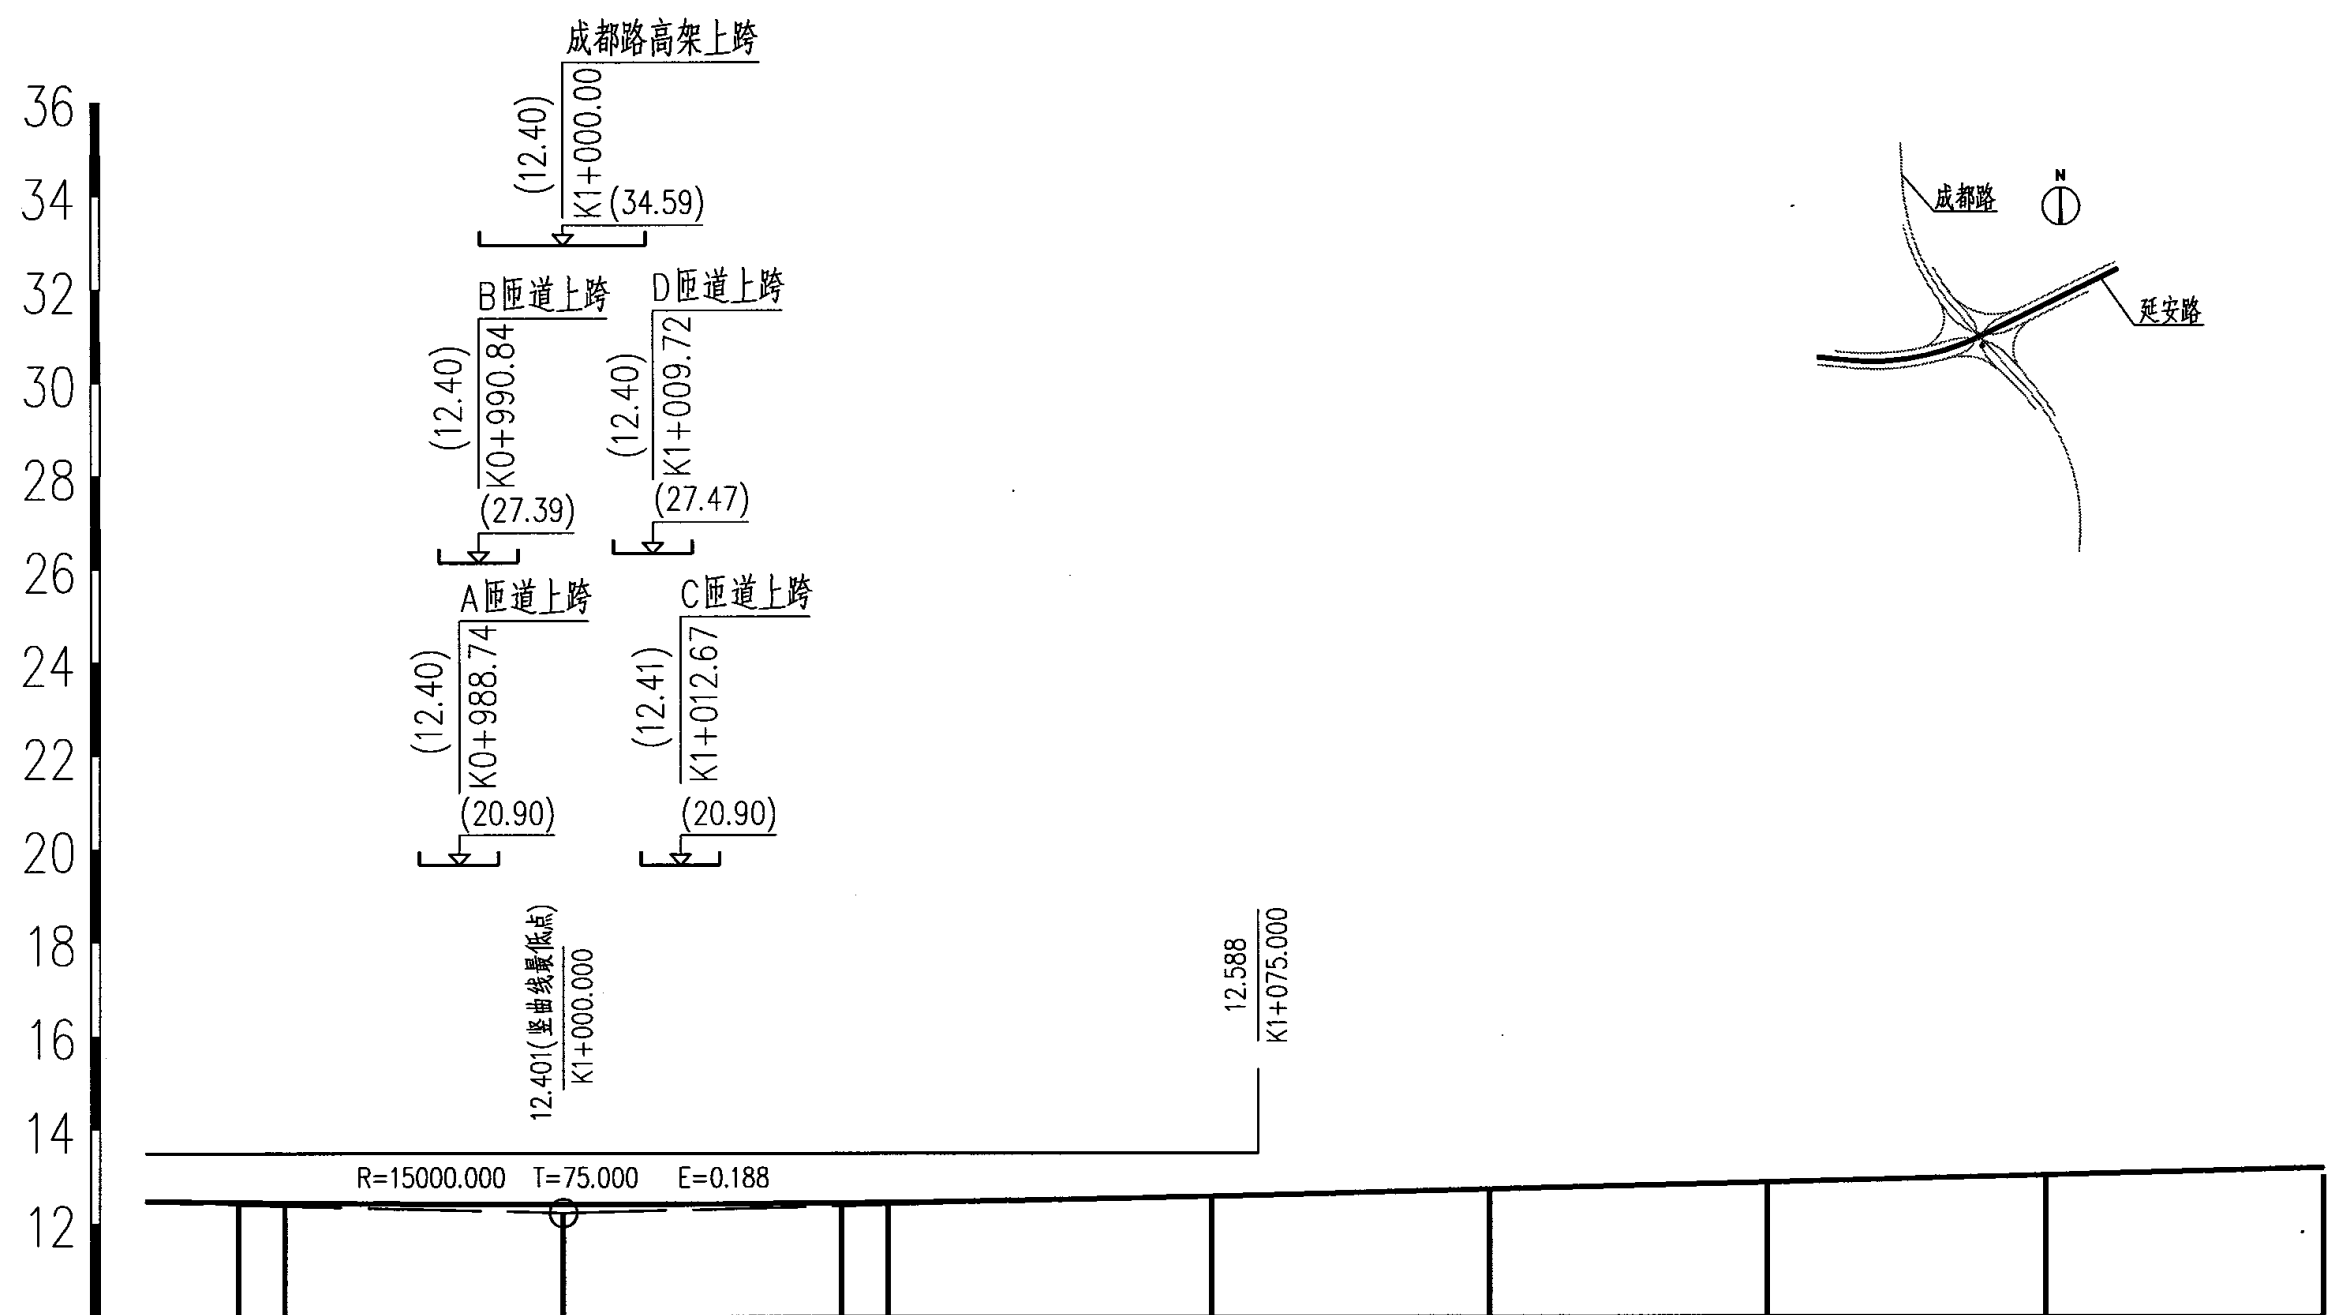 成都路高架上跨
(12.40)
K1+000.00
(34.59)
B匝道上跨
(12.40)
K0+990.84
(27.39)
D匝道上跨
(12.40)
K1+009.72
(27.47)
A匝道上跨
(12.40)
K0+988.74
(20.90)
C匝道上跨
(12.41)
K1+012.67
(20.90)
12.401(竖曲线最低点)
K1+000.000
12.588
K1+075.000
R=15000.000 T=75.000 E=0.188
36
34
32
30
28
26
24
22
20
18
16
14
12
N
成都路
延安路